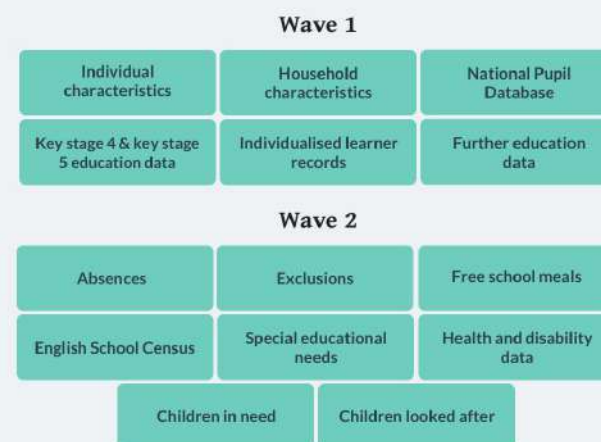 Wave 1
Individual
characteristics
Household
characteristics
National Pupil
Database
Key stage 4 & key stage
5 education data
Individualised learner
records
Further education
data
Wave 2
Absences
Exclusions
Free school meals
English School Census
Special educational
needs
Health and disability
data
Children in need
Children looked after